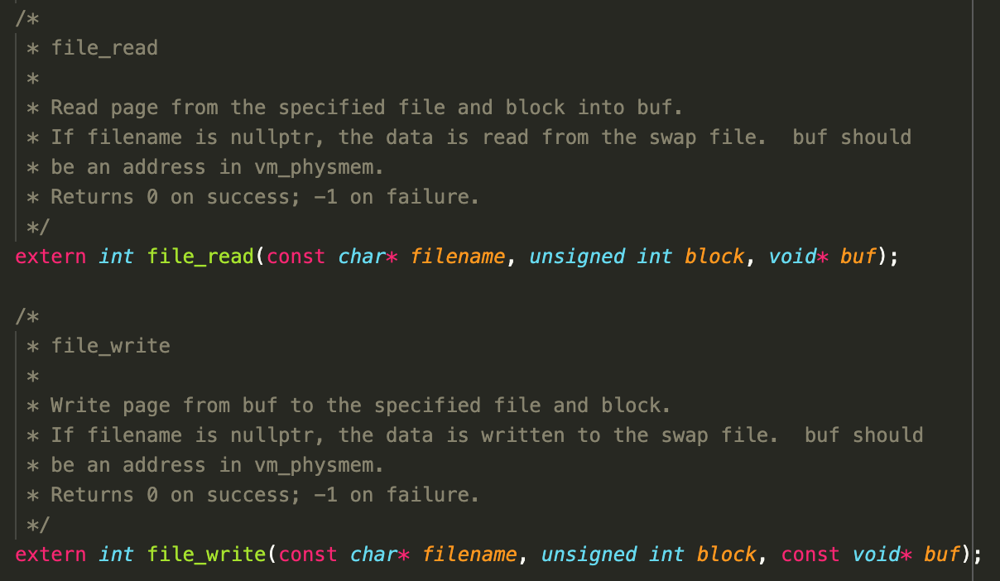 /*
 * file_read
 *
 * Read page from the specified file and block into buf.
 * If filename is nullptr, the data is read from the swap file.  buf should
 * be an address in vm_physmem.
 * Returns 0 on success; -1 on failure.
 */
extern int file_read(const char* filename, unsigned int block, void* buf);

/*
 * file_write
 *
 * Write page from buf to the specified file and block.
 * If filename is nullptr, the data is written to the swap file.  buf should
 * be an address in vm_physmem.
 * Returns 0 on success; -1 on failure.
 */
extern int file_write(const char* filename, unsigned int block, const void* buf);